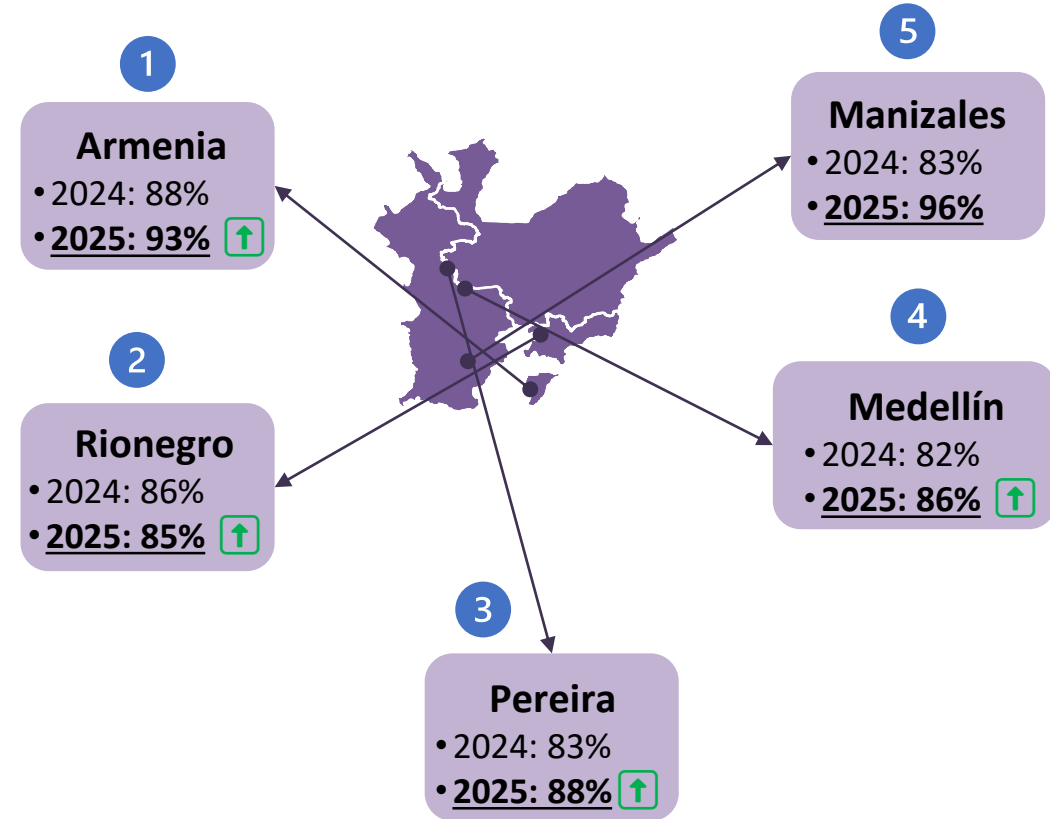 1
Armenia
• 2024: 88%
• 2025: 93%
2
Rionegro
• 2024: 86%
• 2025: 85%
3
Pereira
• 2024: 83%
• 2025: 88%
4
Medellín
• 2024: 82%
• 2025: 86%
5
Manizales
• 2024: 83%
• 2025: 96%